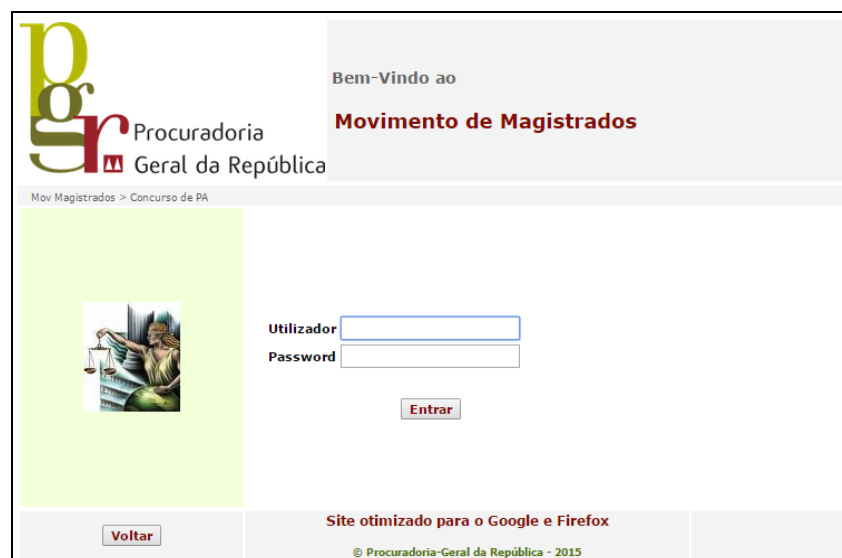 pgr
Procuradoria
Geral da República
Bem-Vindo ao
Movimento de Magistrados
Mov Magistrados > Concurso de PA
Utilizador
Password
Entrar
Voltar
Site otimizado para o Google e Firefox
© Procuradoria-Geral da República - 2015